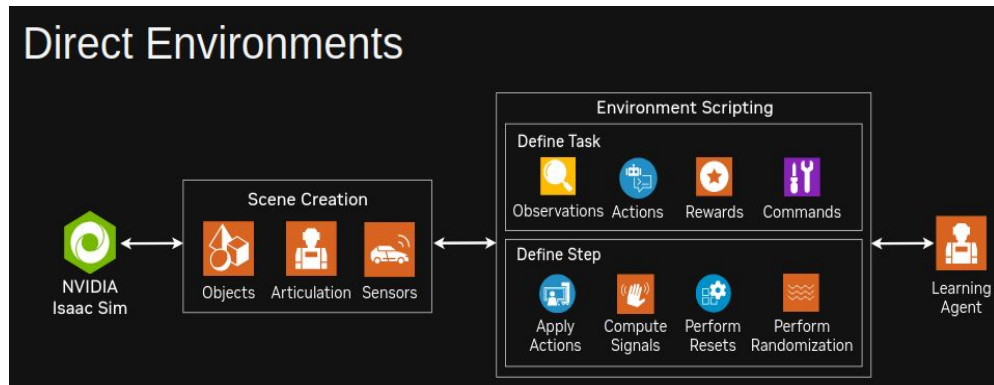 Direct Environments
Environment Scripting
Define Task
Observations Actions Rewards Commands
Scene Creation
Objects Articulation Sensors
NVIDIA
Isaac Sim
Define Step
Apply
Actions
Compute
Signals
Perform
Resets
Perform
Randomization
Learning
Agent